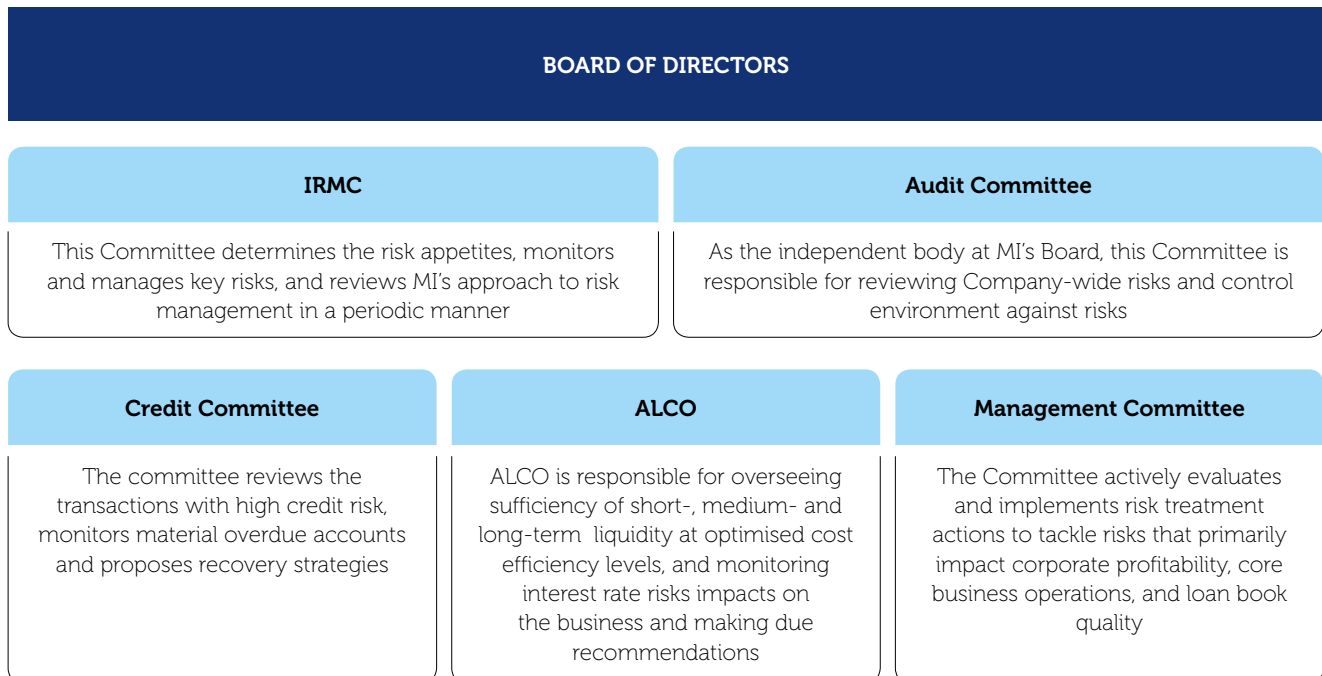 BOARD OF DIRECTORS
IRMC
This Committee determines the risk appetites, monitors
and manages key risks, and reviews MI's approach to risk
management in a periodic manner
Audit Committee
As the independent body at MI's Board, this Committee is
responsible for reviewing Company-wide risks and control
environment against risks
Credit Committee
The committee reviews the
transactions with high credit risk,
monitors material overdue accounts
and proposes recovery strategies
ALCO
ALCO is responsible for overseeing
sufficiency of short-, medium- and
long-term liquidity at optimised cost
efficiency levels, and monitoring
interest rate risks impacts on
the business and making due
recommendations
Management Committee
The Committee actively evaluates
and implements risk treatment
actions to tackle risks that primarily
impact corporate profitability, core
business operations, and loan book
quality